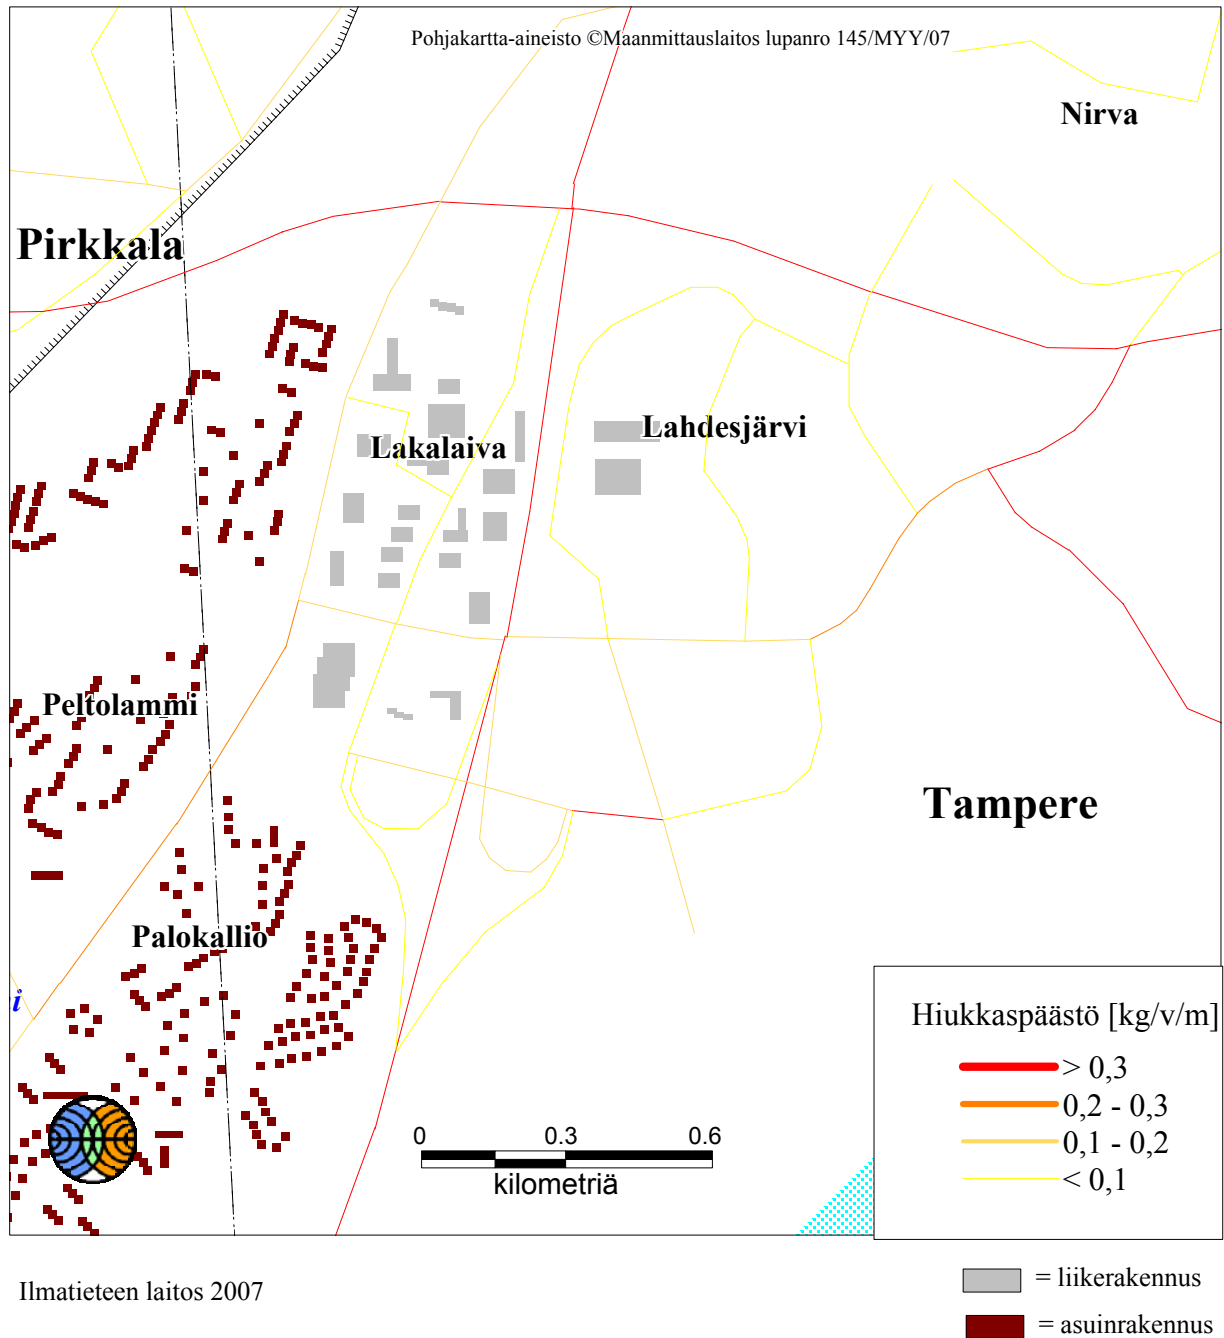 Pohjakartta-aineisto ©Maanmittauslaitos lupanro 145/MYY/07
Nirva
Pirkkala
Lakalaiva
Lahdesjärvi
Peltolammi
Tampere
Palokallio
i
Hiukkaspäästö [kg/v/m]
> 0,3
0,2 - 0,3
0,1 - 0,2
< 0,1
0 0.3 0.6
kilometriä
Ilmatieteen laitos 2007
= liikerakennus
= asuinrakennus